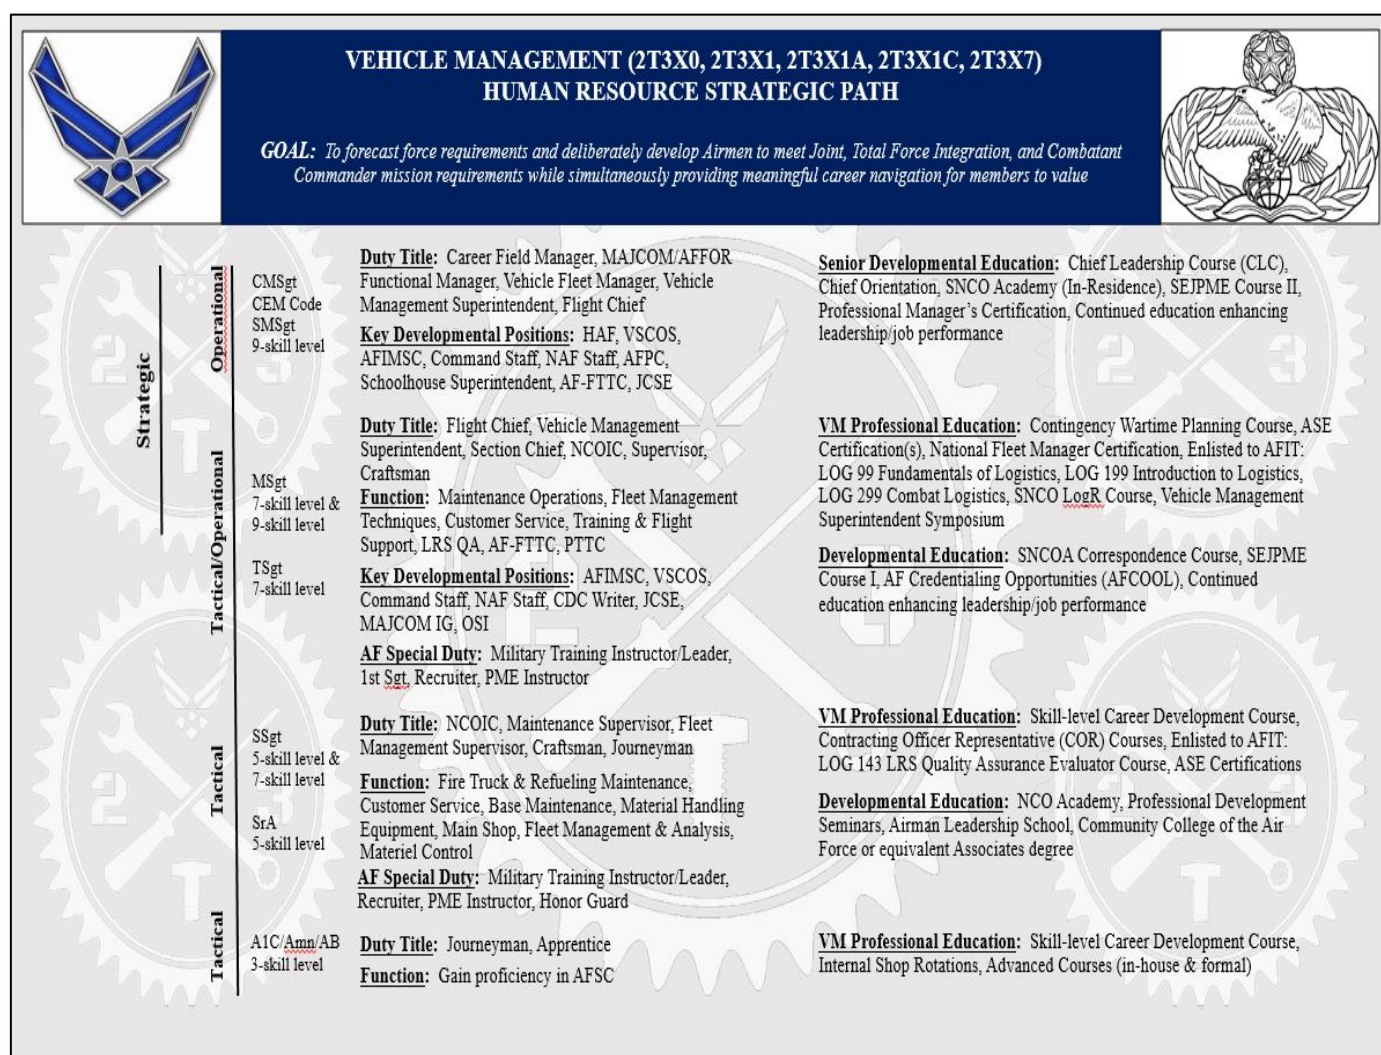 VEHICLE MANAGEMENT (2T3X0, 2T3X1, 2T3X1A, 2T3X1C, 2T3X7)
HUMAN RESOURCE STRATEGIC PATH
GOAL: To forecast force requirements and deliberately develop Airmen to meet Joint, Total Force Integration, and Combatant
Commander mission requirements while simultaneously providing meaningful career navigation for members to value
Strategic
Operational
CMSgt
CEM Code
SMSgt
9-skill level
Duty Title: Career Field Manager, MAJCOM/AFFOR
Functional Manager, Vehicle Fleet Manager, Vehicle
Management Superintendent, Flight Chief
Key Developmental Positions: HAF, VSCOS,
AFIMSC, Command Staff, NAF Staff, AFPC,
Schoolhouse Superintendent, AF-FTTC, JCSE
Senior Developmental Education: Chief Leadership Course (CLC),
Chief Orientation, SNCO Academy (In-Residence), SEJPME Course II,
Professional Manager's Certification, Continued education enhancing
leadership/job performance
Tactical/Operational
MSgt
7-skill level &
9-skill level
TSgt
7-skill level
Duty Title: Flight Chief, Vehicle Management
Superintendent, Section Chief, NCOIC, Supervisor,
Craftsman
Function: Maintenance Operations, Fleet Management
Techniques, Customer Service, Training & Flight
Support, LRS QA, AF-FTTC, PTTC
Key Developmental Positions: AFIMSC, VSCOS,
Command Staff, NAF Staff, CDC Writer, JCSE,
MAJCOM IG, OSI
AF Special Duty: Military Training Instructor/Leader,
1st Sgt, Recruiter, PME Instructor
VM Professional Education: Contingency Wartime Planning Course, ASE
Certification(s), National Fleet Manager Certification, Enlisted to AFIT:
LOG 99 Fundamentals of Logistics, LOG 199 Introduction to Logistics,
LOG 299 Combat Logistics, SNCO LogR Course, Vehicle Management
Superintendent Symposium
Developmental Education: SNCOA Correspondence Course, SEJPME
Course I, AF Credentialing Opportunities (AFCOOL), Continued
education enhancing leadership/job performance
Tactical
SSgt
5-skill level &
7-skill level
SrA
5-skill level
Duty Title: NCOIC, Maintenance Supervisor, Fleet
Management Supervisor, Craftsman, Journeyman
Function: Fire Truck & Refueling Maintenance,
Customer Service, Base Maintenance, Material Handling
Equipment, Main Shop, Fleet Management & Analysis,
Materiel Control
AF Special Duty: Military Training Instructor/Leader,
Recruiter, PME Instructor, Honor Guard
VM Professional Education: Skill-level Career Development Course,
Contracting Officer Representative (COR) Courses, Enlisted to AFIT:
LOG 143 LRS Quality Assurance Evaluator Course, ASE Certifications
Developmental Education: NCO Academy, Professional Development
Seminars, Airman Leadership School, Community College of the Air
Force or equivalent Associates degree
Tactical
A1C/Amn/AB
3-skill level
Duty Title: Journeyman, Apprentice
Function: Gain proficiency in AFSC
VM Professional Education: Skill-level Career Development Course,
Internal Shop Rotations, Advanced Courses (in-house & formal)